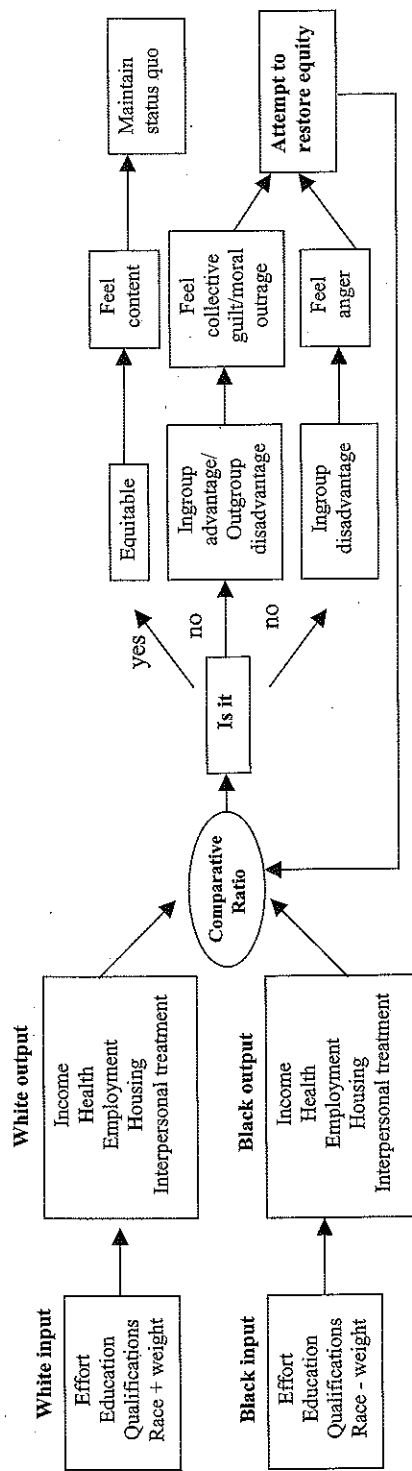 White input
Effort
Education
Qualifications
Race + weight
White output
Income
Health
Employment
Housing
Interpersonal treatment
Black input
Effort
Education
Qualifications
Race - weight
Black output
Income
Health
Employment
Housing
Interpersonal treatment
Comparative
Ratio
Is it
yes
no
no
Equitable
Feel
content
Maintain
status quo
Ingroup
advantage/
Outgroup
disadvantage
Feel
collective
guilt/moral
outrage
Ingroup
disadvantage
Feel
anger
Attempt to
restore equity